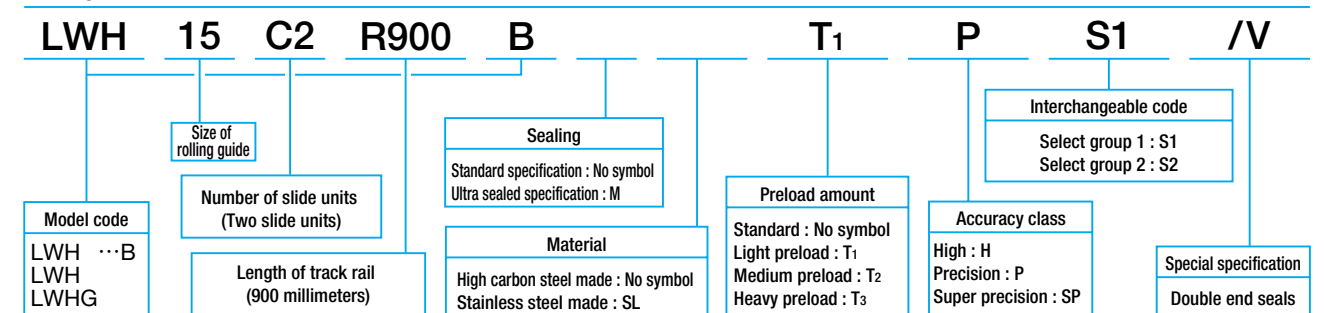 LWH 15 C2 R900 B T1 P S1 /V
Size of
rolling guide
Number of slide units
(Two slide units)
Model code
LWH …B
LWH
LWHG
Length of track rail
(900 millimeters)
Sealing
Standard specification : No symbol
Ultra sealed specification : M
Material
High carbon steel made : No symbol
Stainless steel made : SL
Preload amount
Standard : No symbol
Light preload : T1
Medium preload : T2
Heavy preload : T3
Interchangeable code
Select group 1 : S1
Select group 2 : S2
Accuracy class
High : H
Precision : P
Super precision : SP
Special specification
Double end seals